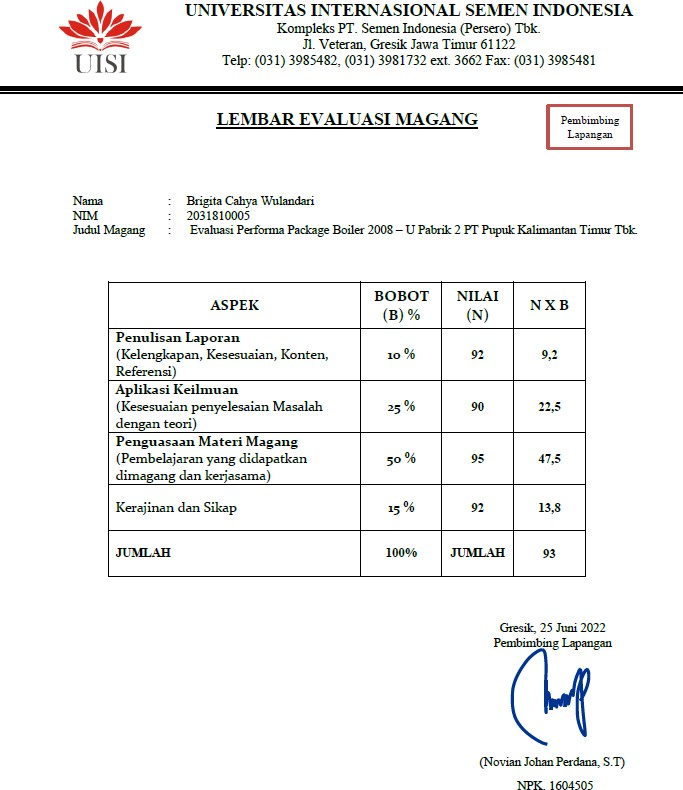 UNIVERSITAS INTERNASIONAL SEMEN INDONESIA
Kompleks PT. Semen Indonesia (Persero) Tbk.
Jl. Veteran, Gresik Jawa Timur 61122
Telp: (031) 3985482, (031) 3981732 ext. 3662 Fax: (031) 3985481
UISI
LEMBAR EVALUASI MAGANG
Pembimbing
Lapangan
Nama : Brigita Cahya Wulandari
NIM : 2031810005
Judul Magang : Evaluasi Performa Package Boiler 2008 – U Pabrik 2 PT Pupuk Kalimantan Timur Tbk.
ASPEK BOBOT (B) % NILAI (N) N X B
Penulisan Laporan
(Kelengkapan, Kesesuaian, Konten, 10 % 92 9,2
Referensi)
Aplikasi Keilmuan
(Kesesuaian penyelesaian Masalah 25 % 90 22,5
dengan teori)
Penguasaan Materi Magang
(Pembelajaran yang didapatkan 50 % 95 47,5
dimagang dan kerjasama)
Kerajinan dan Sikap 15 % 92 13,8
JUMLAH 100% JUMLAH 93
Gresik, 25 Juni 2022
Pembimbing Lapangan
(Novian Johan Perdana, S.T)
NPK. 1604505